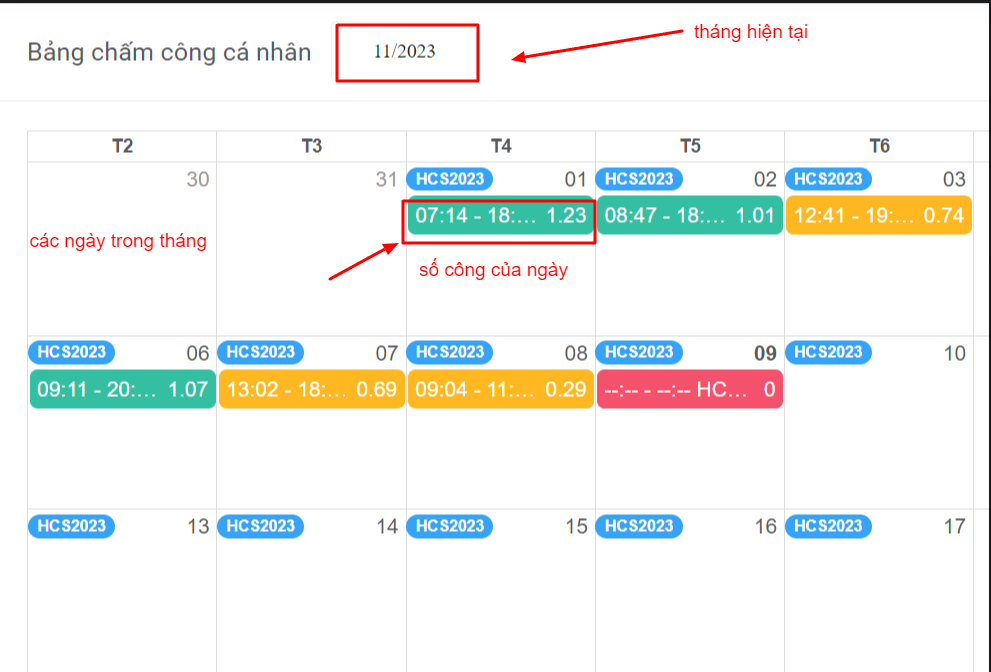 tháng hiện tại
Bảng chấm công cá nhân 11/2023
T2 T3 T4 T5 T6
30 31 HCS2023 01 HCS2023 02 HCS2023 03
07:14 - 18:... 1.23 08:47 - 18:... 1.01 12:41 - 19:... 0.74
các ngày trong tháng
số công của ngày
HCS2023 06 HCS2023 07 HCS2023 08 HCS2023 09 HCS2023 10
09:11 - 20:... 1.07 13:02 - 18:... 0.69 09:04 - 11:... 0.29 --:-- - --:-- HC... 0
HCS2023 13 HCS2023 14 HCS2023 15 HCS2023 16 HCS2023 17